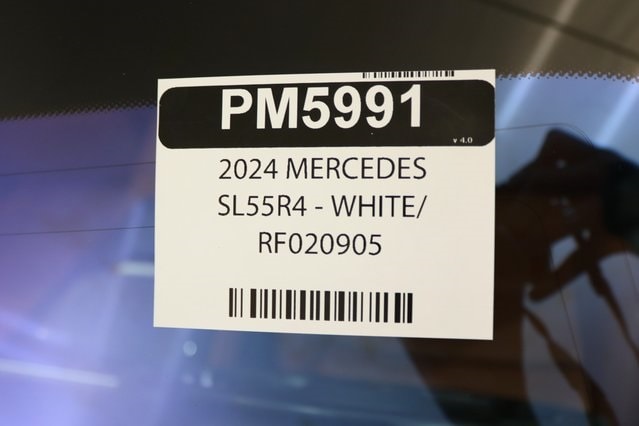 PM5991
v 4.0
2024 MERCEDES
SL55R4 - WHITE/
RF020905